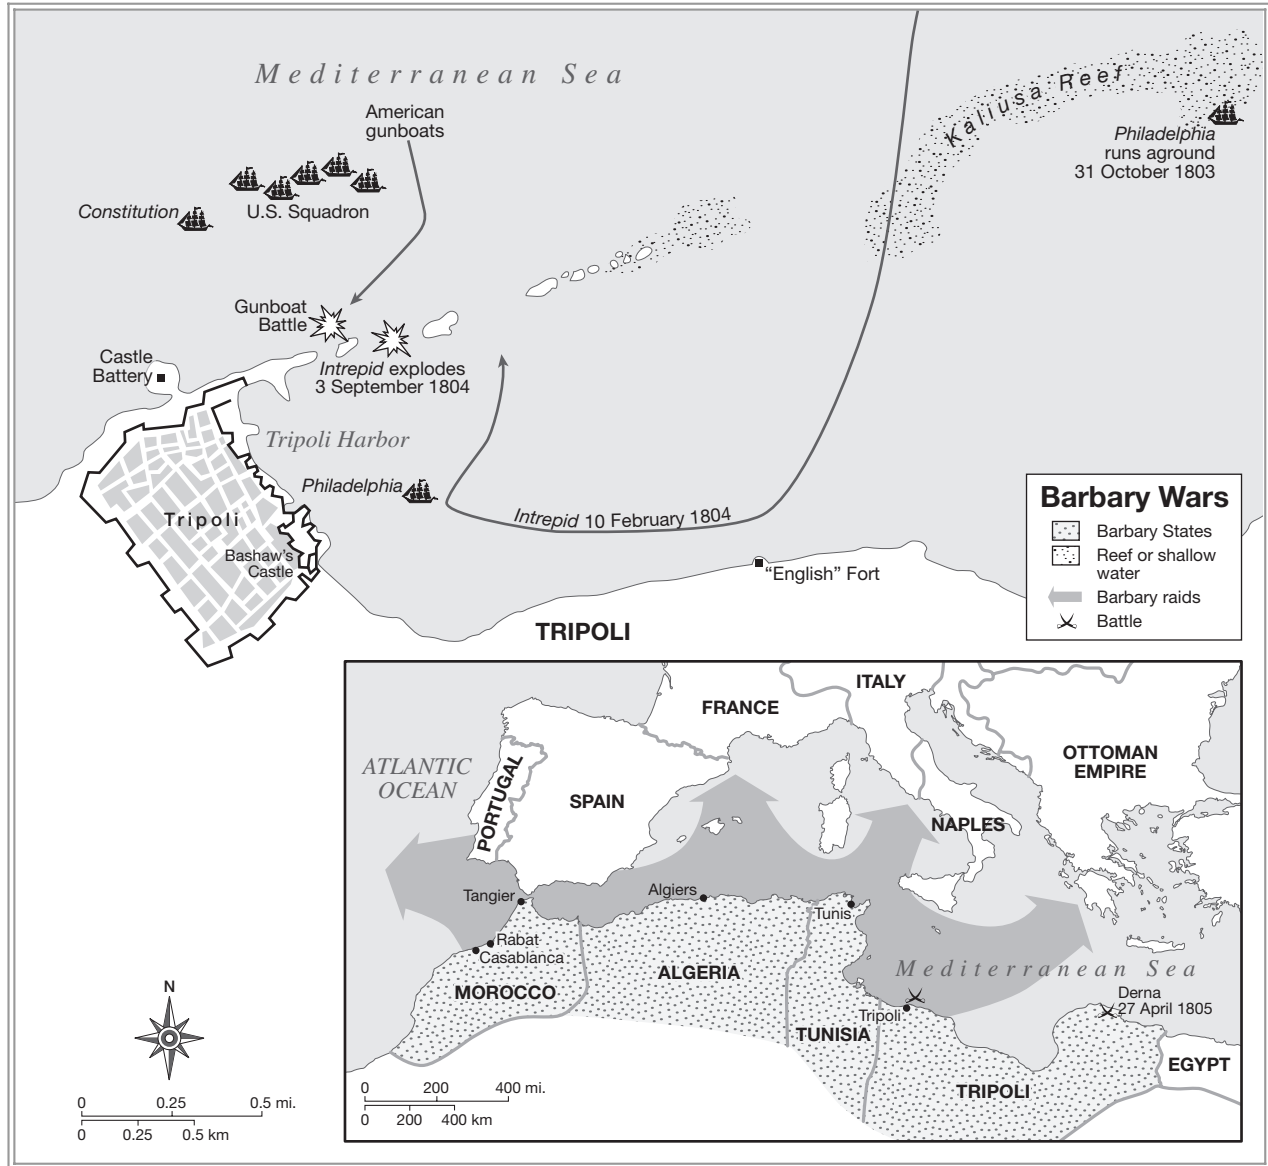 Mediterranean Sea
American
gunboats
Kaliusa Reef
Philadelphia
runs aground
31 October 1803
Constitution
U.S. Squadron
Gunboat
Battle
Castle
Battery
Intrepid explodes
3 September 1804
Tripoli Harbor
Philadelphia
Intrepid 10 February 1804
Tripoli
Bashaw's
Castle
"English" Fort
TRIPOLI
Barbary Wars
Barbary States
Reef or shallow
water
Barbary raids
Battle
FRANCE
ITALY
OTTOMAN
EMPIRE
ATLANTIC
OCEAN
PORTUGAL
SPAIN
NAPLES
Tangier
Algiers
Tunis
Rabat
Casablanca
MOROCCO
ALGERIA
Mediterranean Sea
Derna
27 April 1805
Tripoli
TUNISIA
TRIPOLI
EGYPT
0 200 400 mi.
0 200 400 km
N
0 0.25 0.5 mi.
0 0.25 0.5 km